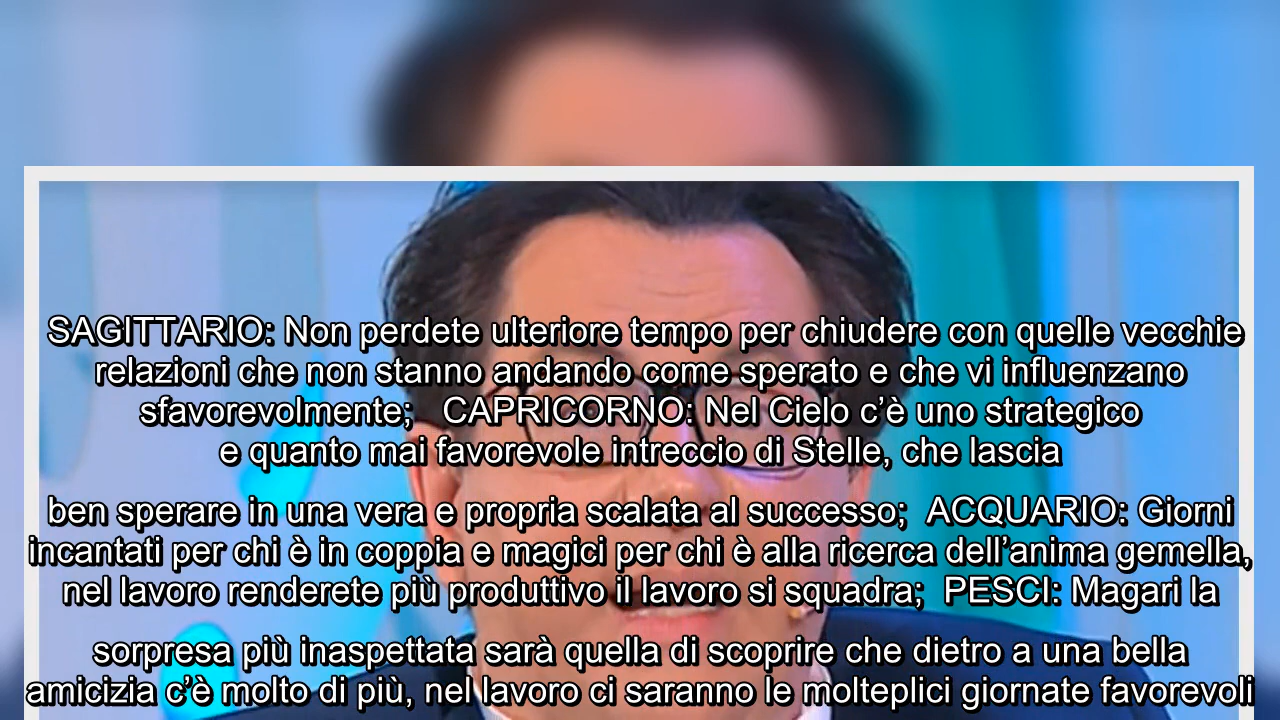 SAGITTARIO: Non perdete ulteriore tempo per chiudere con quelle vecchie
relazioni che non stanno andando come sperato e che vi influenzano
sfavorevolmente;   CAPRICORNO: Nel Cielo c’è uno strategico
e quanto mai favorevole intreccio di Stelle, che lascia
ben sperare in una vera e propria scalata al successo;  ACQUARIO: Giorni
incantati per chi è in coppia e magici per chi è alla ricerca dell’anima gemella,
nel lavoro renderete più produttivo il lavoro si squadra;  PESCI: Magari la
sorpresa più inaspettata sarà quella di scoprire che dietro a una bella
amicizia c’è molto di più, nel lavoro ci saranno le molteplici giornate favorevoli